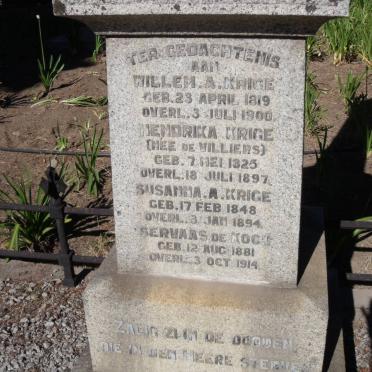 TER GEDACHTENIS
AAN
WILLEM. A. KRIGE
GEB. 23 APRIL 1819
OVERL. 3 JULI 1900.
HENDRIKA KRIGE
(NEE DE VILLIERS)
GEB. 7 MEI 1825
OVERL. 18 JULI 1897.
SUSANNA. A. KRIGE
GEB. 17 FEB 1848
OVERL. 3 JAN 1894.
SERVAAS DE KOCK
GEB. 12 AUG 1881
OVERL. 3 OCT 1914.
ZALIG ZIJN DE DOODEN,
DIE IN DEN HEERE STERVEN